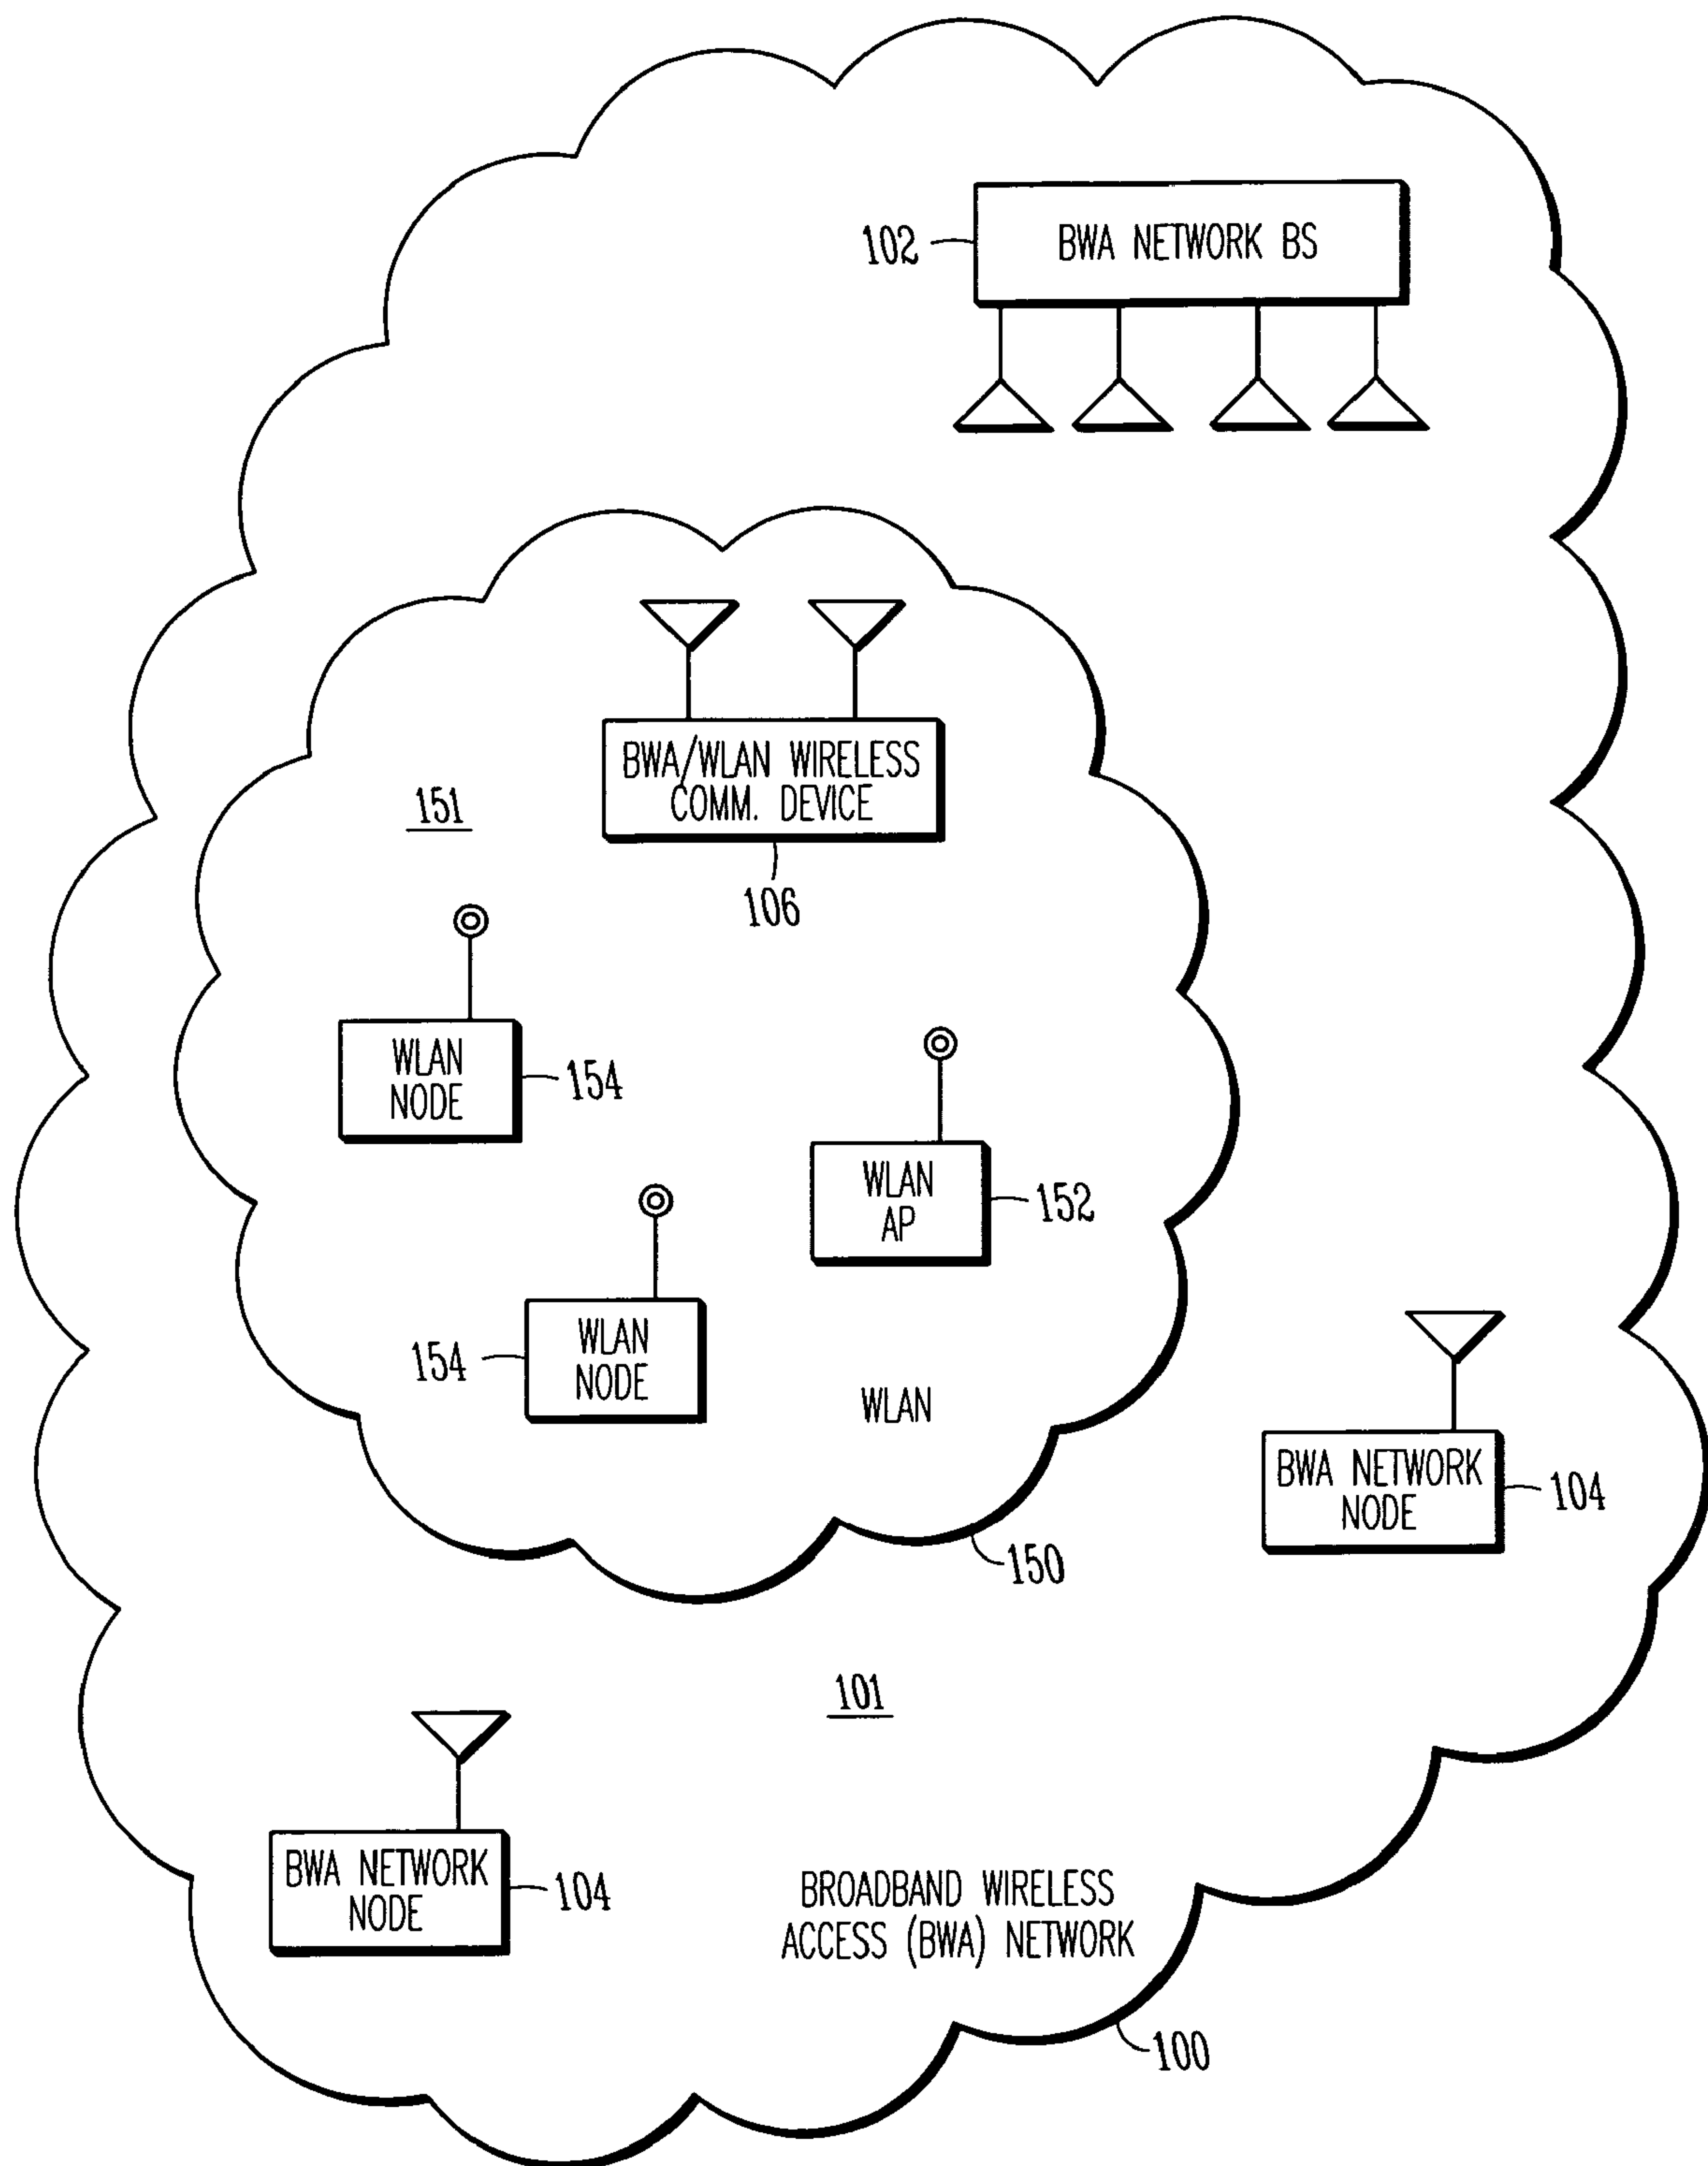 102
BWA NETWORK BS
BWA/WLAN WIRELESS
COMM. DEVICE
151
106
WLAN
NODE
154
WLAN
AP
152
WLAN
NODE
154
WLAN
BWA NETWORK
NODE
104
150
101
BWA NETWORK
NODE
104
BROADBAND WIRELESS
ACCESS (BWA) NETWORK
100